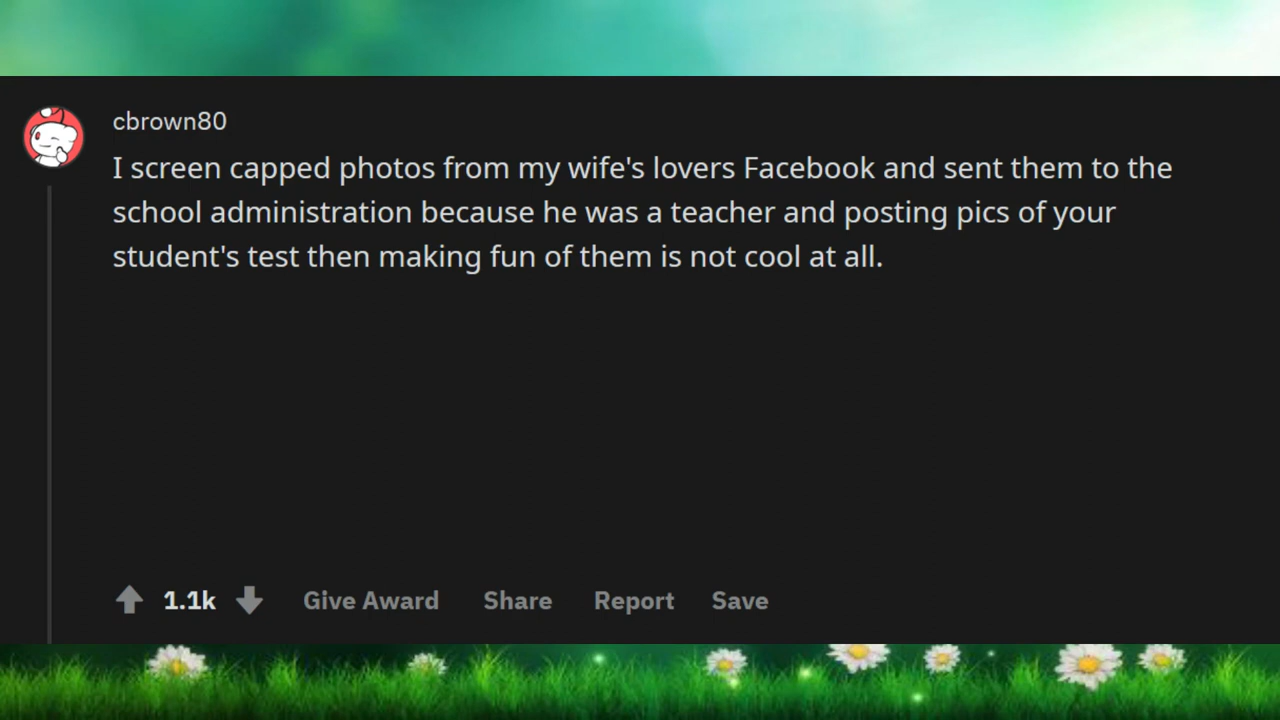 cbrown80
I screen capped photos from my wife's lovers Facebook and sent them to the
school administration because he was a teacher and posting pics of your
student's test then making fun of them is not cool at all.
1.1k Give Award Share Report Save